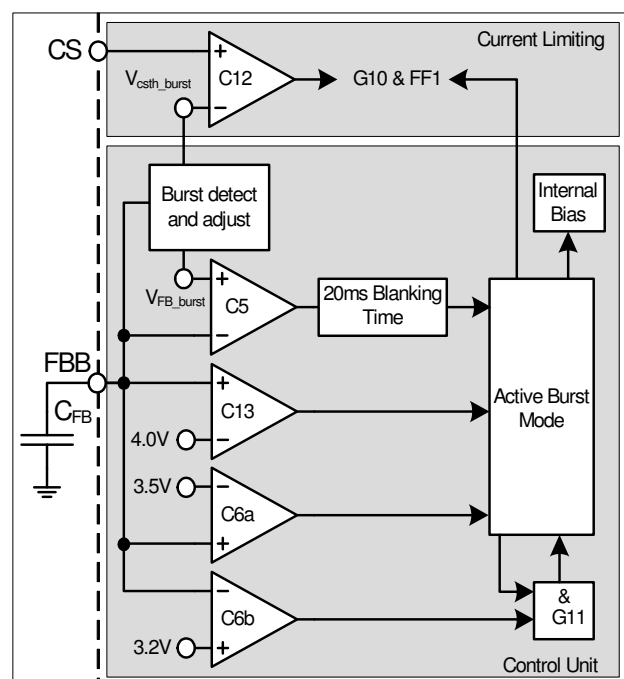 CS
V_csth_burst
+
−
C12
G10 & FF1
Current Limiting
Burst detect
and adjust
Internal
Bias
V_FB_burst
+
−
C5
20ms Blanking
Time
FBB
C_FB
+
−
C13
4.0V
Active Burst
Mode
3.5V
−
+
C6a
−
+
C6b
3.2V
&
G11
Control Unit